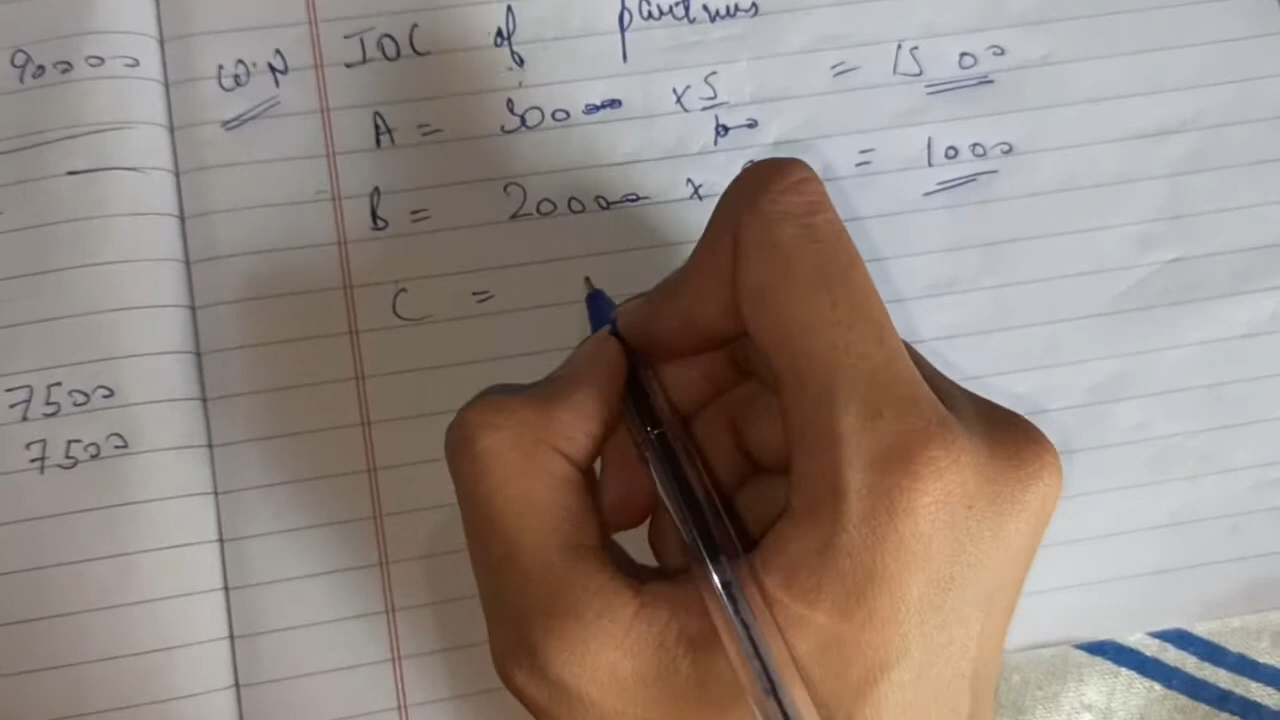 90000
7500
7500
W.N
IOC of partners
A = 30000 × 5/100 = 1500
B = 20000 × = 1000
C =